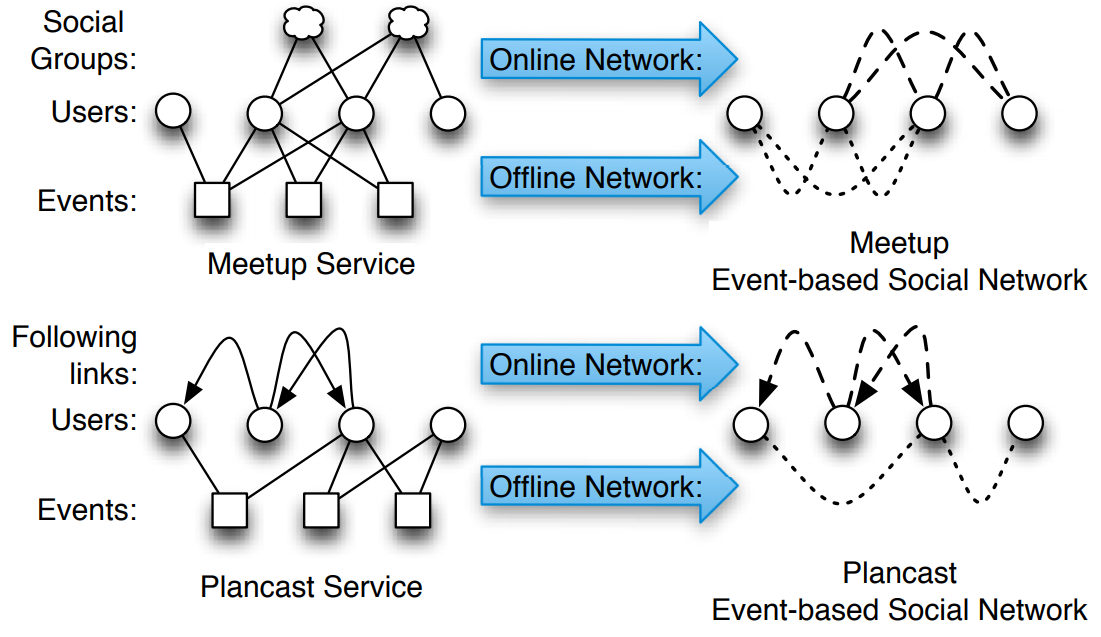 Social
Groups:
Online Network:
Users:
Offline Network:
Events:
Meetup Service
Meetup
Event-based Social Network
Following
links:
Online Network:
Users:
Offline Network:
Events:
Plancast Service
Plancast
Event-based Social Network